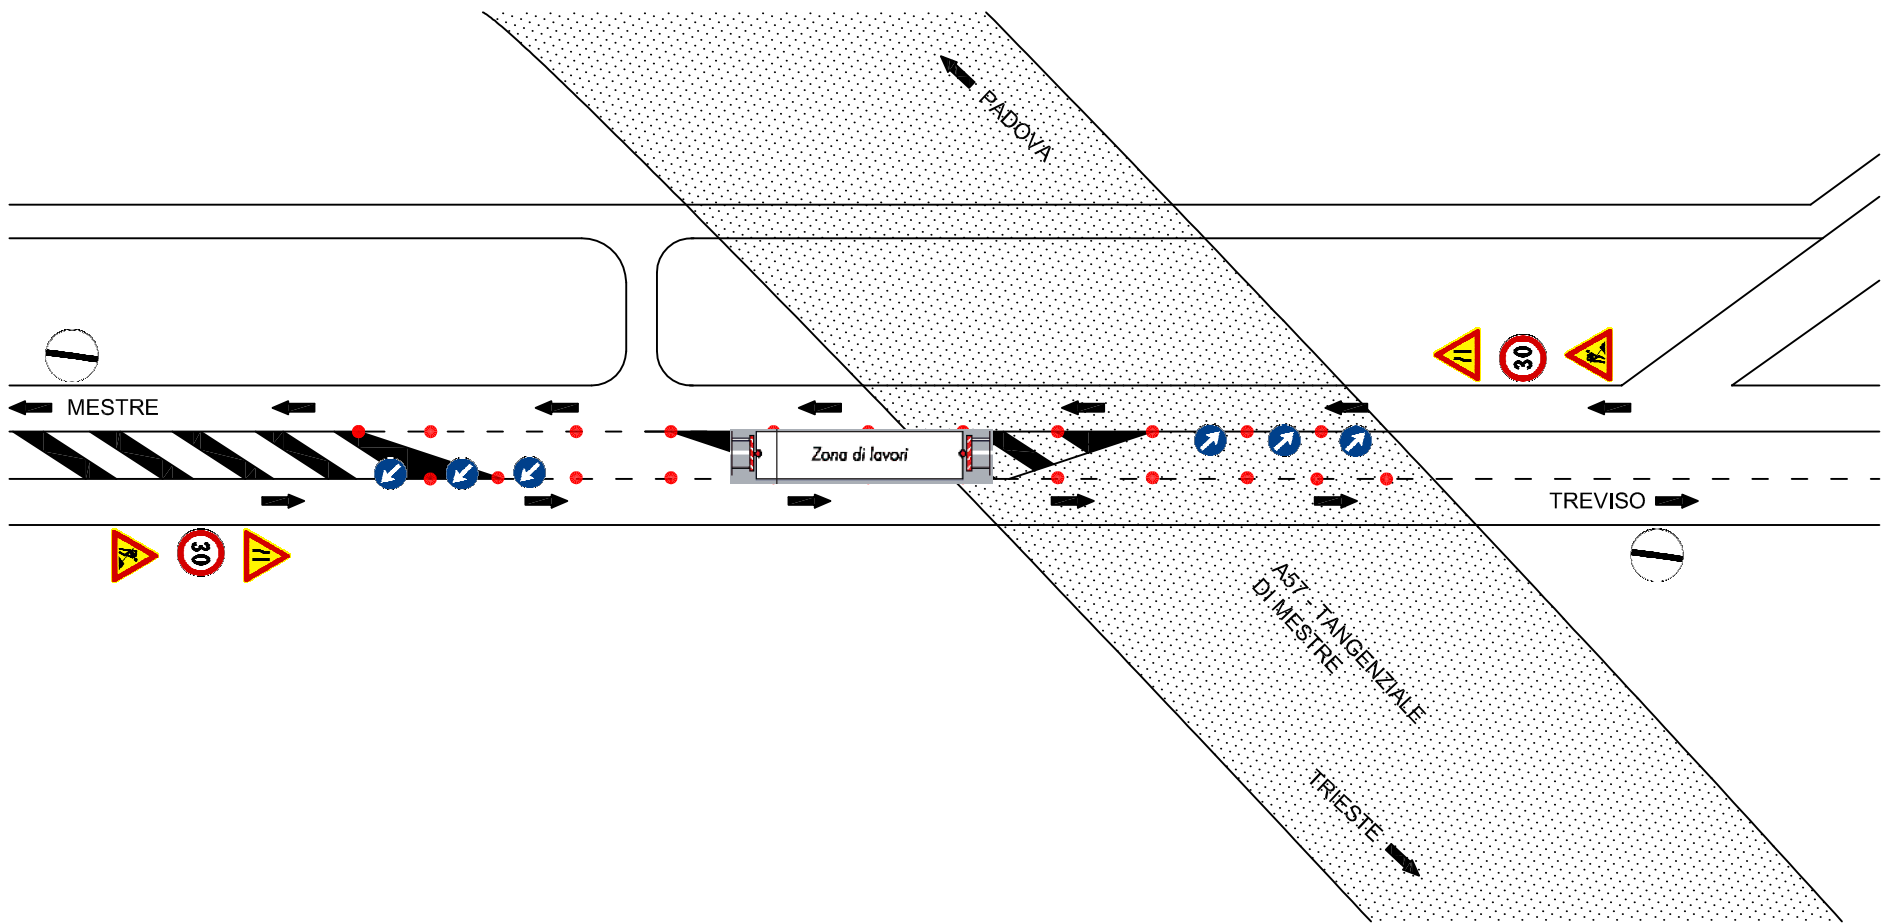 PADOVA
30
MESTRE
Zona di lavori
TREVISO
30
A57 - TANGENZIALE
DI MESTRE
TRIESTE